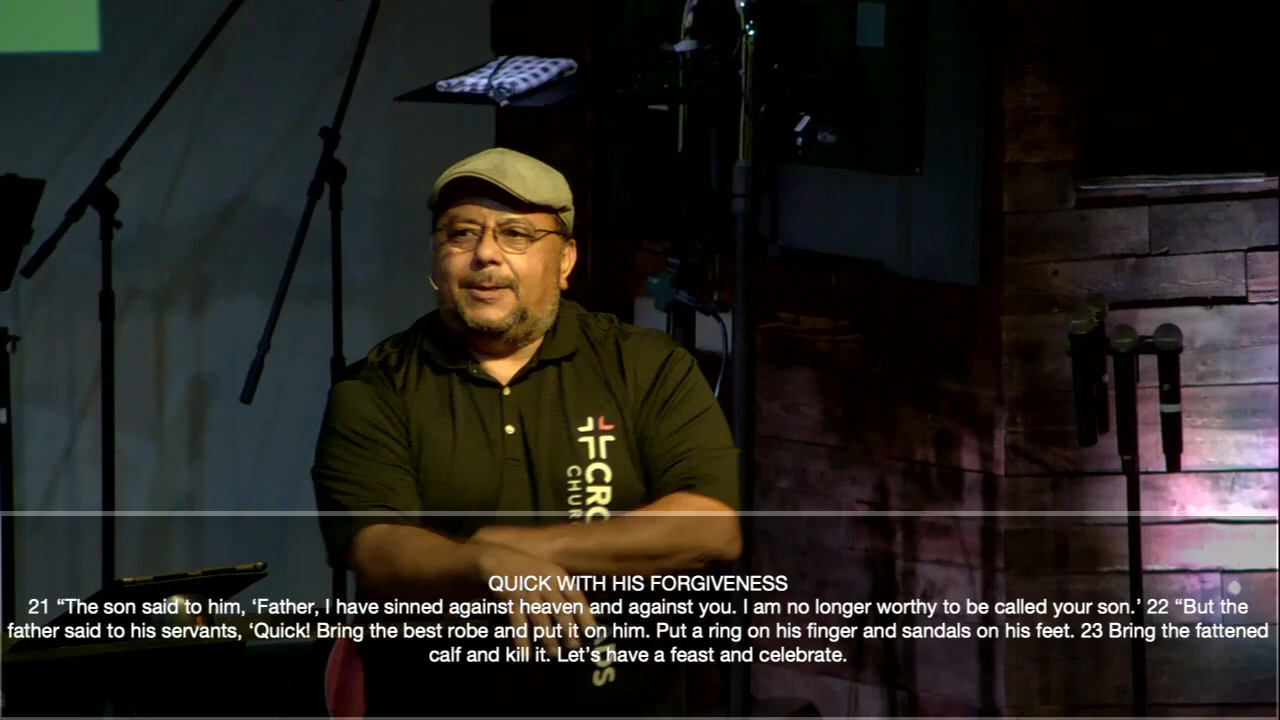 CRO
CHUR
QUICK WITH HIS FORGIVENESS
21 “The son said to him, ‘Father, I have sinned against heaven and against you. I am no longer worthy to be called your son.’ 22 “But the
father said to his servants, ‘Quick! Bring the best robe and put it on him. Put a ring on his finger and sandals on his feet. 23 Bring the fattened
calf and kill it. Let’s have a feast and celebrate.